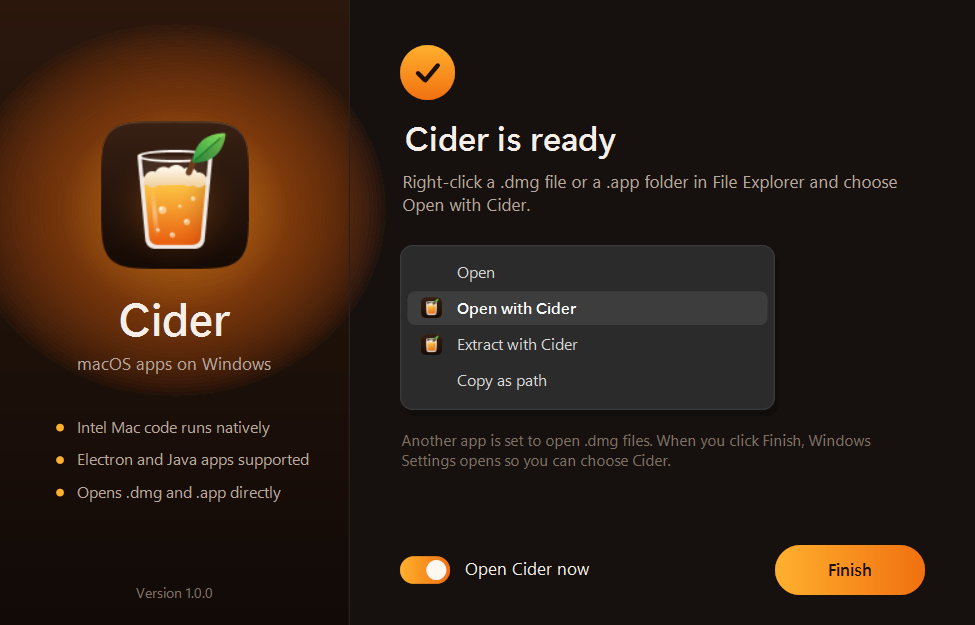 Cider
macOS apps on Windows
Intel Mac code runs natively
Electron and Java apps supported
Opens .dmg and .app directly
Version 1.0.0
Cider is ready
Right-click a .dmg file or a .app folder in File Explorer and choose
Open with Cider.
Open
Open with Cider
Extract with Cider
Copy as path
Another app is set to open .dmg files. When you click Finish, Windows
Settings opens so you can choose Cider.
Open Cider now
Finish